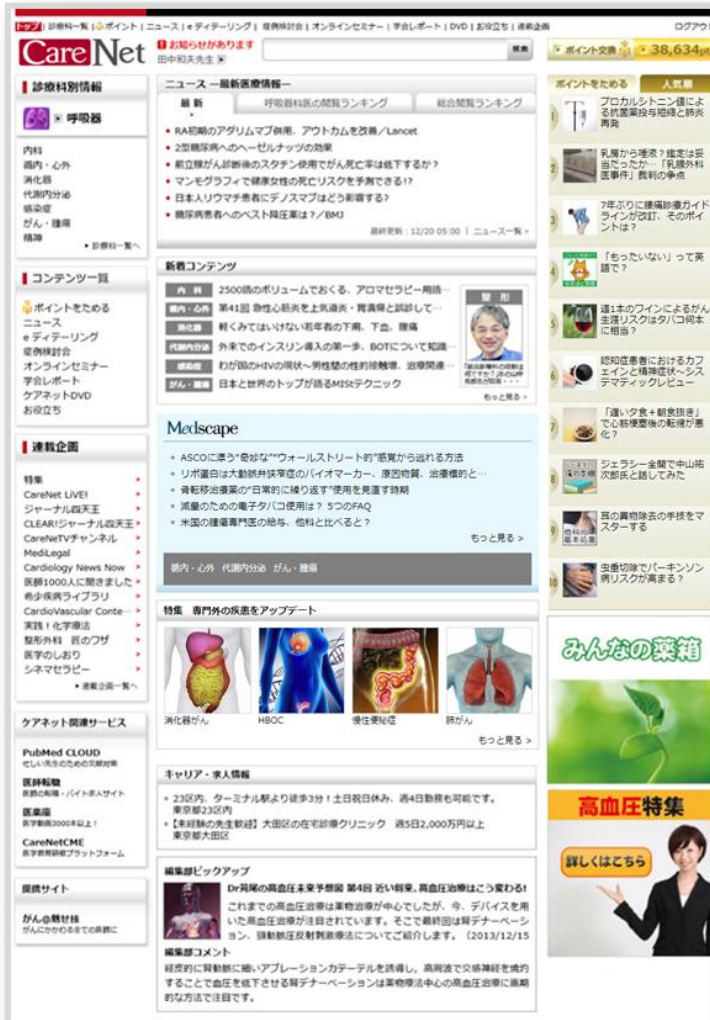 トップ | 診療科一覧 | ポイント | ニュース | e ディテーリング | 症例検討会 | オンラインセミナー | 学会レポート | DVD | お役立ち | 連載企画
ログアウト
CareNet
お知らせがあります
田中和夫先生
検索
ポイント交換
38,634pt
診療科別情報
呼吸器
内科
循内・心外
消化器
代謝内分泌
感染症
がん・腫瘍
精神
診療科一覧へ
コンテンツ一覧
ポイントをためる
ニュース
e ディテーリング
症例検討会
オンラインセミナー
学会レポート
ケアネットDVD
お役立ち
連載企画
特集
CareNet LiVE!
ジャーナル四天王
CLEAR!ジャーナル四天王
CareNeTVチャンネル
MediLegal
Cardiology News Now
医師1000人に聞きました
希少疾病ライブラリ
CardioVascular Conte…
実践！化学療法
整形外科 匠のワザ
医学のしおり
シネマセラピー
連載企画一覧へ
ケアネット関連サービス
PubMed CLOUD
忙しい先生のための文献対策
医師転職
医師の転職・バイト求人サイト
医楽座
医学動画3000本以上！
CareNetCME
医学教育研修プラットフォーム
提携サイト
がん@魅せ技
がんにかかわる全ての医師に
ニュース ―最新医療情報―
最 新
呼吸器科医の閲覧ランキング
総合閲覧ランキング
RA初期のアダリムマブ併用、アウトカムを改善／Lancet
2型糖尿病へのヘーゼルナッツの効果
前立腺がん診断後のスタチン使用でがん死亡率は低下するか？
マンモグラフィで健康女性の死亡リスクを予測できる!?
日本人リウマチ患者にデノスマブはどう影響する？
糖尿病患者へのベスト降圧薬は？／BMJ
最終更新：12/20 05:00 | ニュース一覧 >
新着コンテンツ
内 科 2500語のボリュームでおくる、アロマセラピー用語…
循内・心外 第41回 急性心筋炎を上気道炎・胃潰瘍と誤診して…
消化器 軽くみてはいけない若年者の下痢、下血、腹痛
代謝内分泌 外来でのインスリン導入の第一歩、BOTについて知識…
感染症 わが国のHIVの現状～男性間の性的接触増、治療関連…
がん・腫瘍 日本と世界のトップが語るMIStテクニック
整 形
もっと見る >
Medscape
ASCOに漂う“奇妙な”“ウォールストリート的”感覚から逃れる方法
リポ蛋白は大動脈弁狭窄症のバイオマーカー、原因物質、治療標的と…
骨転移治療薬の“日常的に繰り返す”使用を見直す時期
減量のための電子タバコ使用は？ 5つのFAQ
米国の腫瘍専門医の給与、他科と比べると？
もっと見る >
循内・心外 代謝内分泌 がん・腫瘍
特集 専門外の疾患をアップデート
消化器がん
HBOC
慢性便秘症
肺がん
もっと見る >
キャリア・求人情報
23区内、ターミナル駅より徒歩3分！土日祝日休み、週4日勤務も可能です。
東京都23区内
【未経験の先生歓迎】大田区の在宅診療クリニック 週5日2,000万円以上
東京都大田区
編集部ピックアップ
Dr苅尾の高血圧未来予想図 第4回 近い将来、高血圧治療はこう変わる!
これまでの高血圧治療は薬物治療が中心でしたが、今、デバイスを用
いた高血圧治療が注目されています。そこで最終回は腎デナーベーシ
ョン、頸動脈圧反射刺激療法についてご紹介します。（2013/12/15
編集部コメント
経皮的に腎動脈に細いアブレーションカテーテルを誘導し、高周波で交感神経を焼灼
することで血圧を低下させる腎デナーベーションは薬物療法中心の高血圧治療に画期
的な方法で注目です。
ポイントをためる
人気順
1
プロカルシトニン値によ
る抗菌薬投与短縮と肺炎
再発
2
乳房から唾液？鑑定は妥
当だったか…「乳腺外科
医事件」裁判の争点
3
7年ぶりに腰痛診療ガイド
ラインが改訂、そのポイ
ントは？
4
「もったいない」って英
語で？
5
週1本のワインによるがん
生涯リスクはタバコ何本
に相当？
6
認知症患者におけるカフ
ェインと精神症状～シス
テマティックレビュー
7
「遅い夕食＋朝食抜き」
で心筋梗塞後の転帰が悪
化？
8
ジェラシー全開で中山祐
次郎氏と話してみた
9
他科の
基本処置
耳の異物除去の手技をマ
スターする
10
虫垂切除でパーキンソン
病リスクが高まる？
みんなの薬箱
高血圧特集
詳しくはこちら